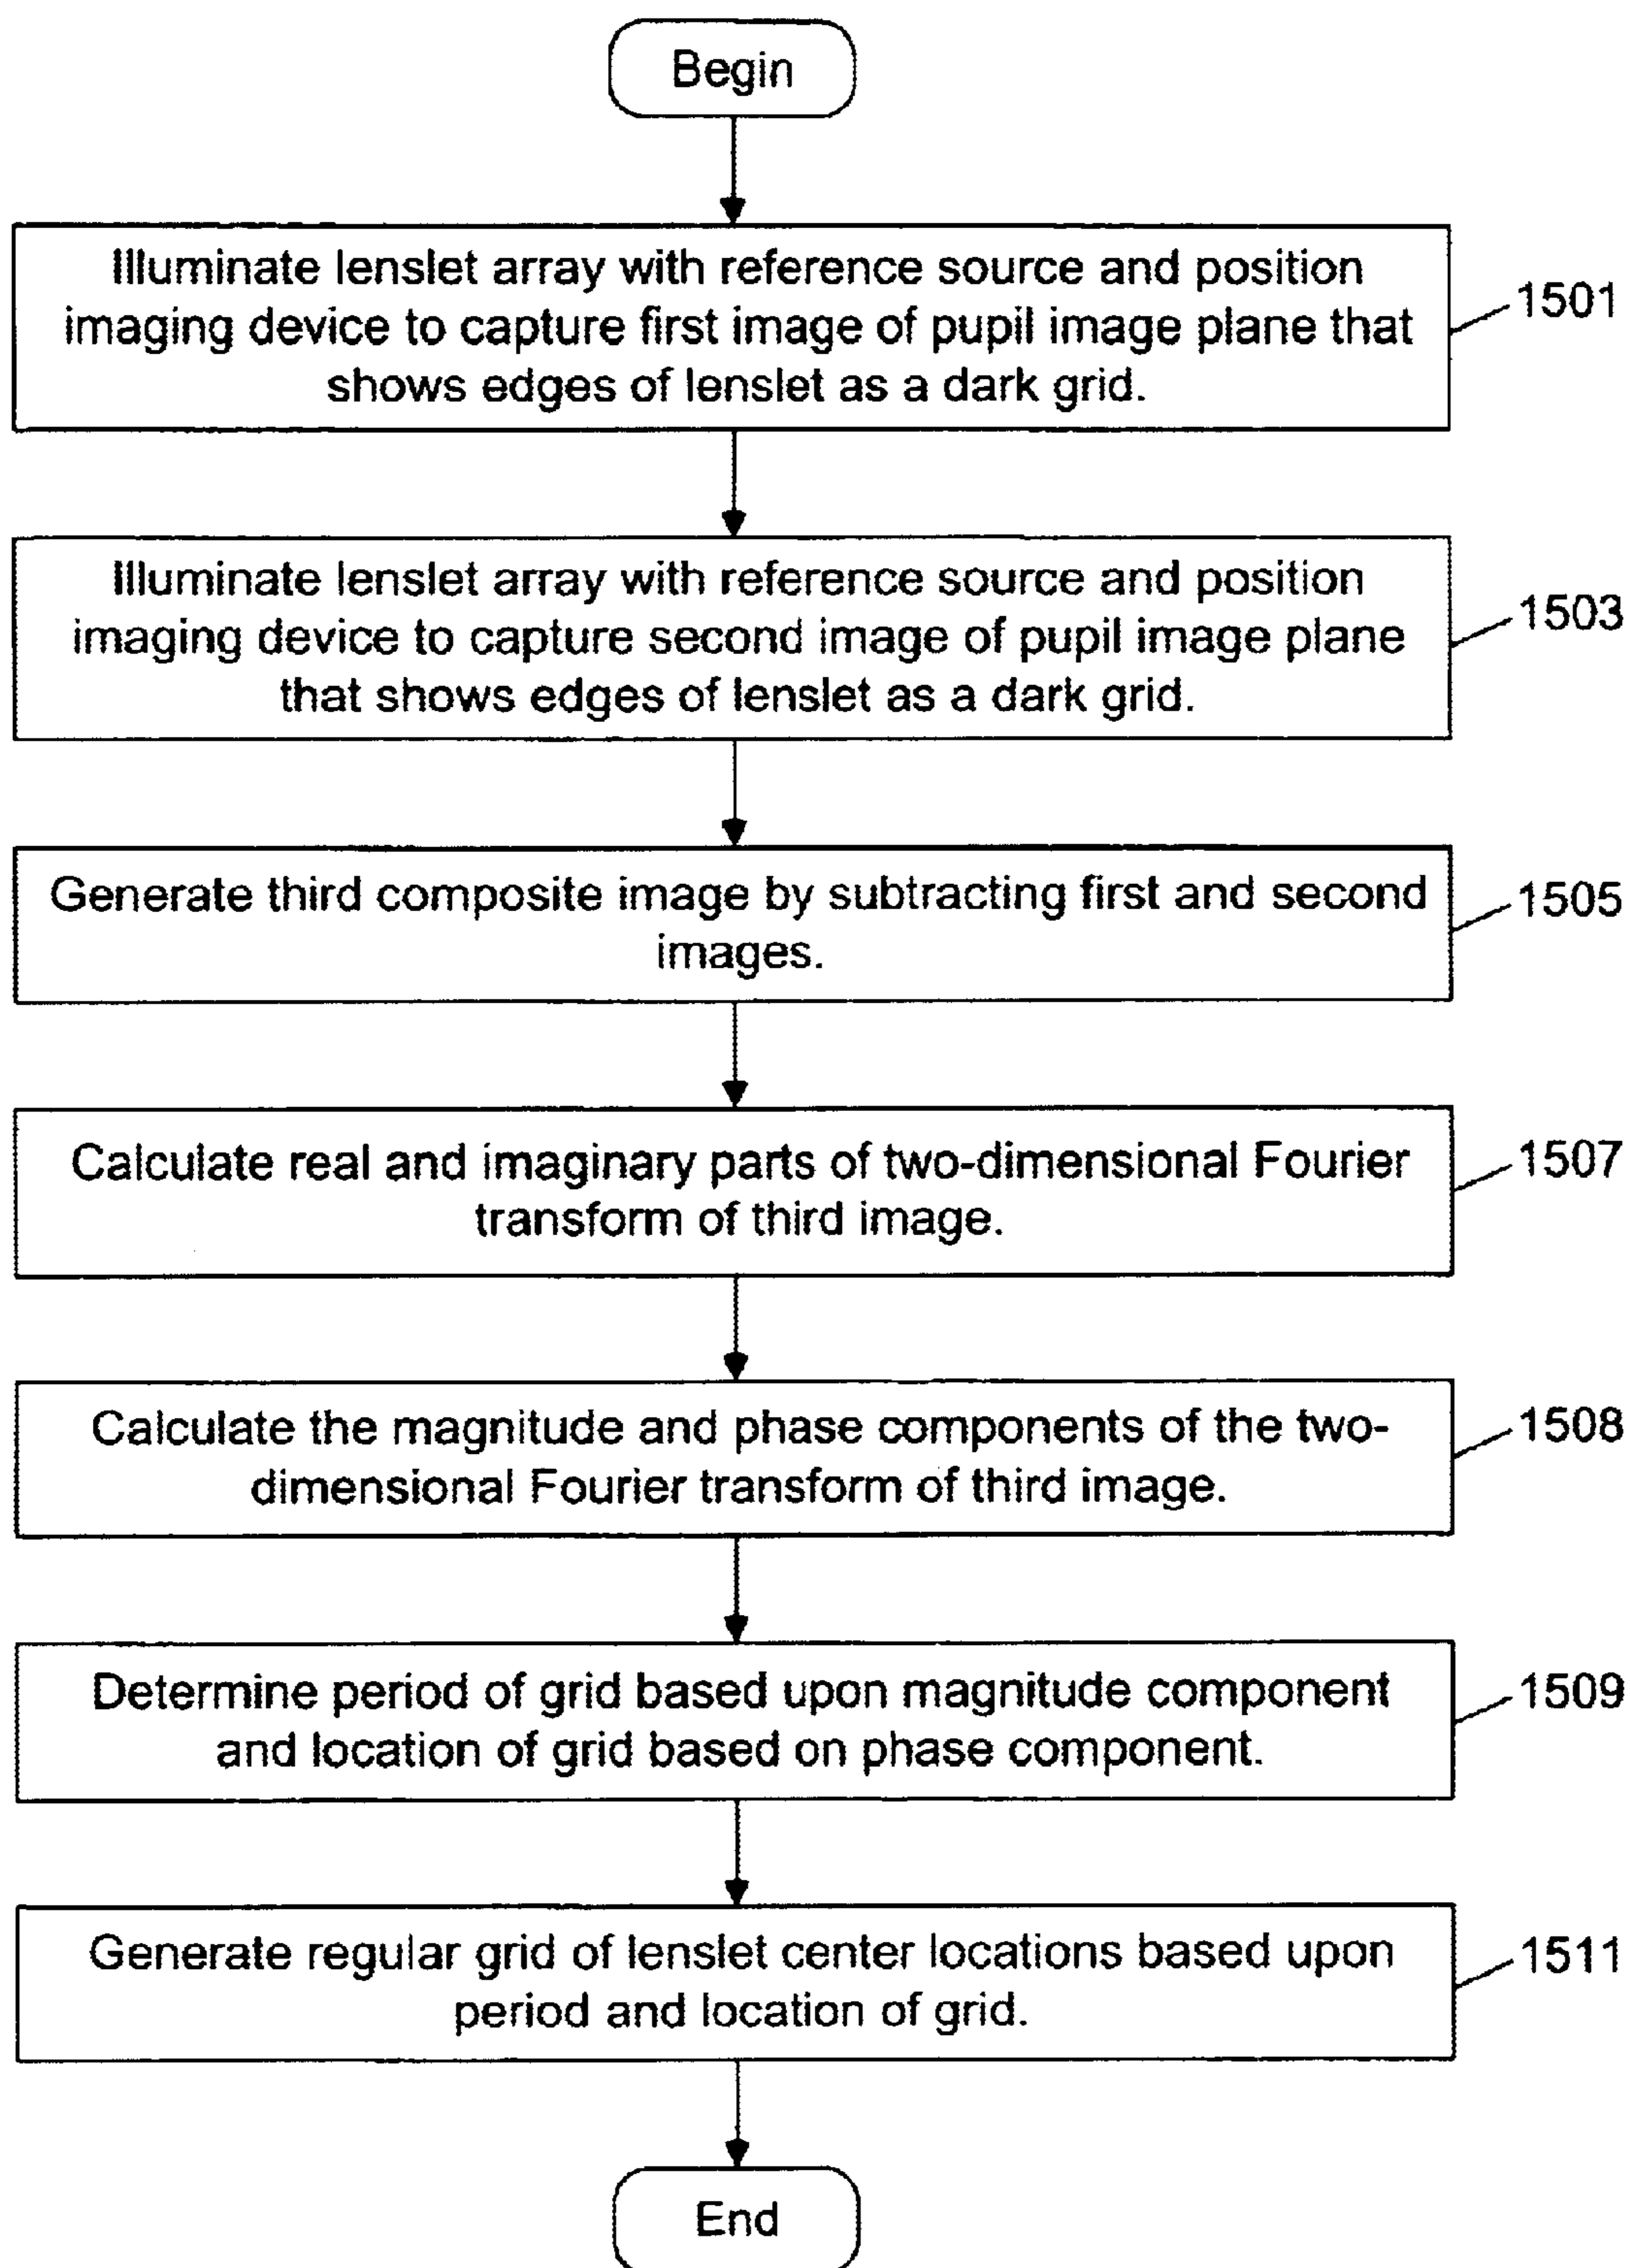 Begin
Illuminate lenslet array with reference source and position
imaging device to capture first image of pupil image plane that
shows edges of lenslet as a dark grid.
1501
Illuminate lenslet array with reference source and position
imaging device to capture second image of pupil image plane
that shows edges of lenslet as a dark grid.
1503
Generate third composite image by subtracting first and second
images.
1505
Calculate real and imaginary parts of two-dimensional Fourier
transform of third image.
1507
Calculate the magnitude and phase components of the two-
dimensional Fourier transform of third image.
1508
Determine period of grid based upon magnitude component
and location of grid based on phase component.
1509
Generate regular grid of lenslet center locations based upon
period and location of grid.
1511
End